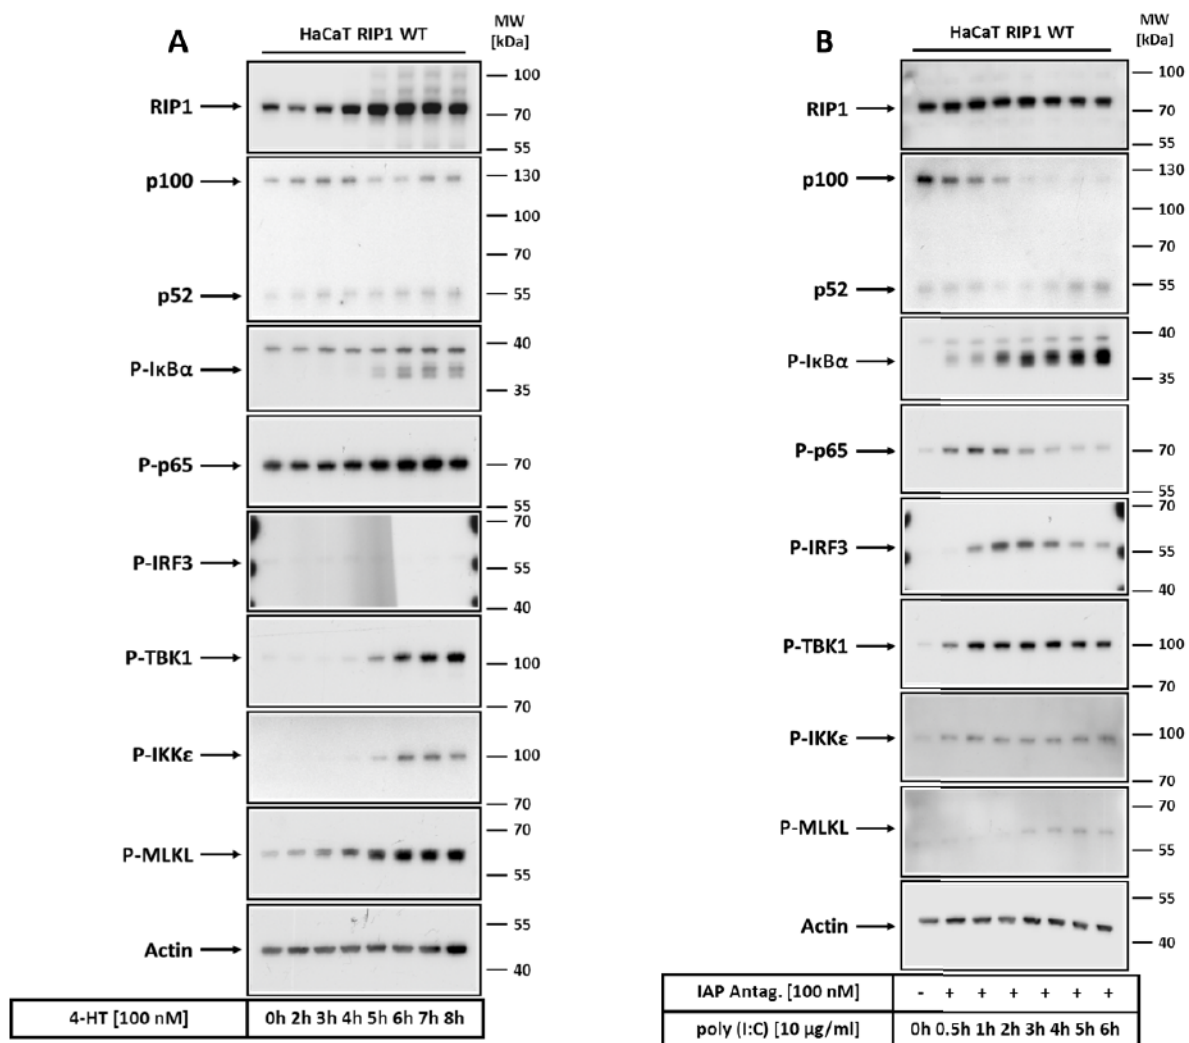 A
HaCaT RIP1 WT
MW
[kDa]
RIP1
100
70
55
p100
p52
130
100
70
55
P-IκBα
40
35
P-p65
70
55
P-IRF3
70
55
40
P-TBK1
100
70
P-IKKε
100
70
P-MLKL
70
55
Actin
55
40
4-HT [100 nM] 0h 2h 3h 4h 5h 6h 7h 8h
B
HaCaT RIP1 WT
MW
[kDa]
RIP1
100
70
55
p100
p52
130
100
70
55
P-IκBα
40
35
P-p65
70
55
P-IRF3
70
55
40
P-TBK1
100
70
P-IKKε
100
70
P-MLKL
70
55
Actin
55
40
IAP Antag. [100 nM] - + + + + + + +
poly (I:C) [10 µg/ml] 0h 0.5h 1h 2h 3h 4h 5h 6h